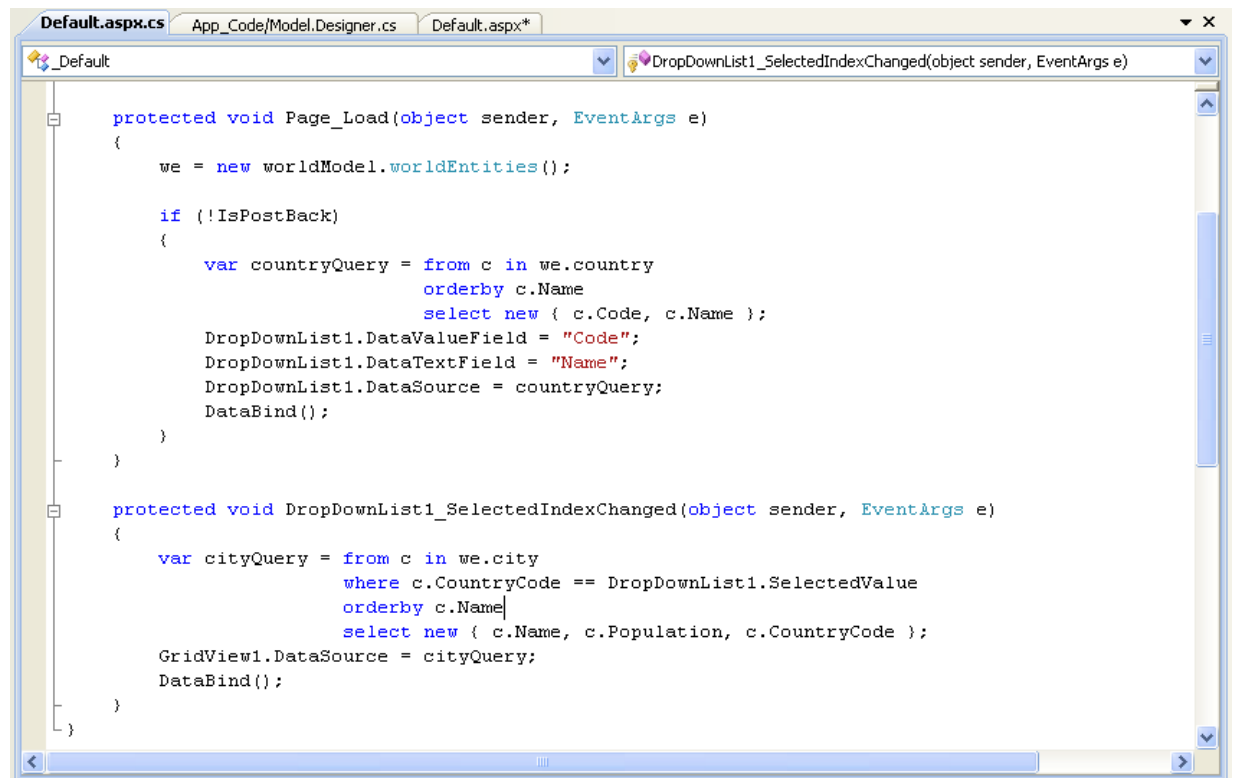 Default.aspx.cs App_Code/Model.Designer.cs Default.aspx*
_Default DropDownList1_SelectedIndexChanged(object sender, EventArgs e)
protected void Page_Load(object sender, EventArgs e)
{
we = new worldModel.worldEntities();
if (!IsPostBack)
{
var countryQuery = from c in we.country
orderby c.Name
select new { c.Code, c.Name };
DropDownList1.DataValueField = "Code";
DropDownList1.DataTextField = "Name";
DropDownList1.DataSource = countryQuery;
DataBind();
}
}
protected void DropDownList1_SelectedIndexChanged(object sender, EventArgs e)
{
var cityQuery = from c in we.city
where c.CountryCode == DropDownList1.SelectedValue
orderby c.Name
select new { c.Name, c.Population, c.CountryCode };
GridView1.DataSource = cityQuery;
DataBind();
}
}